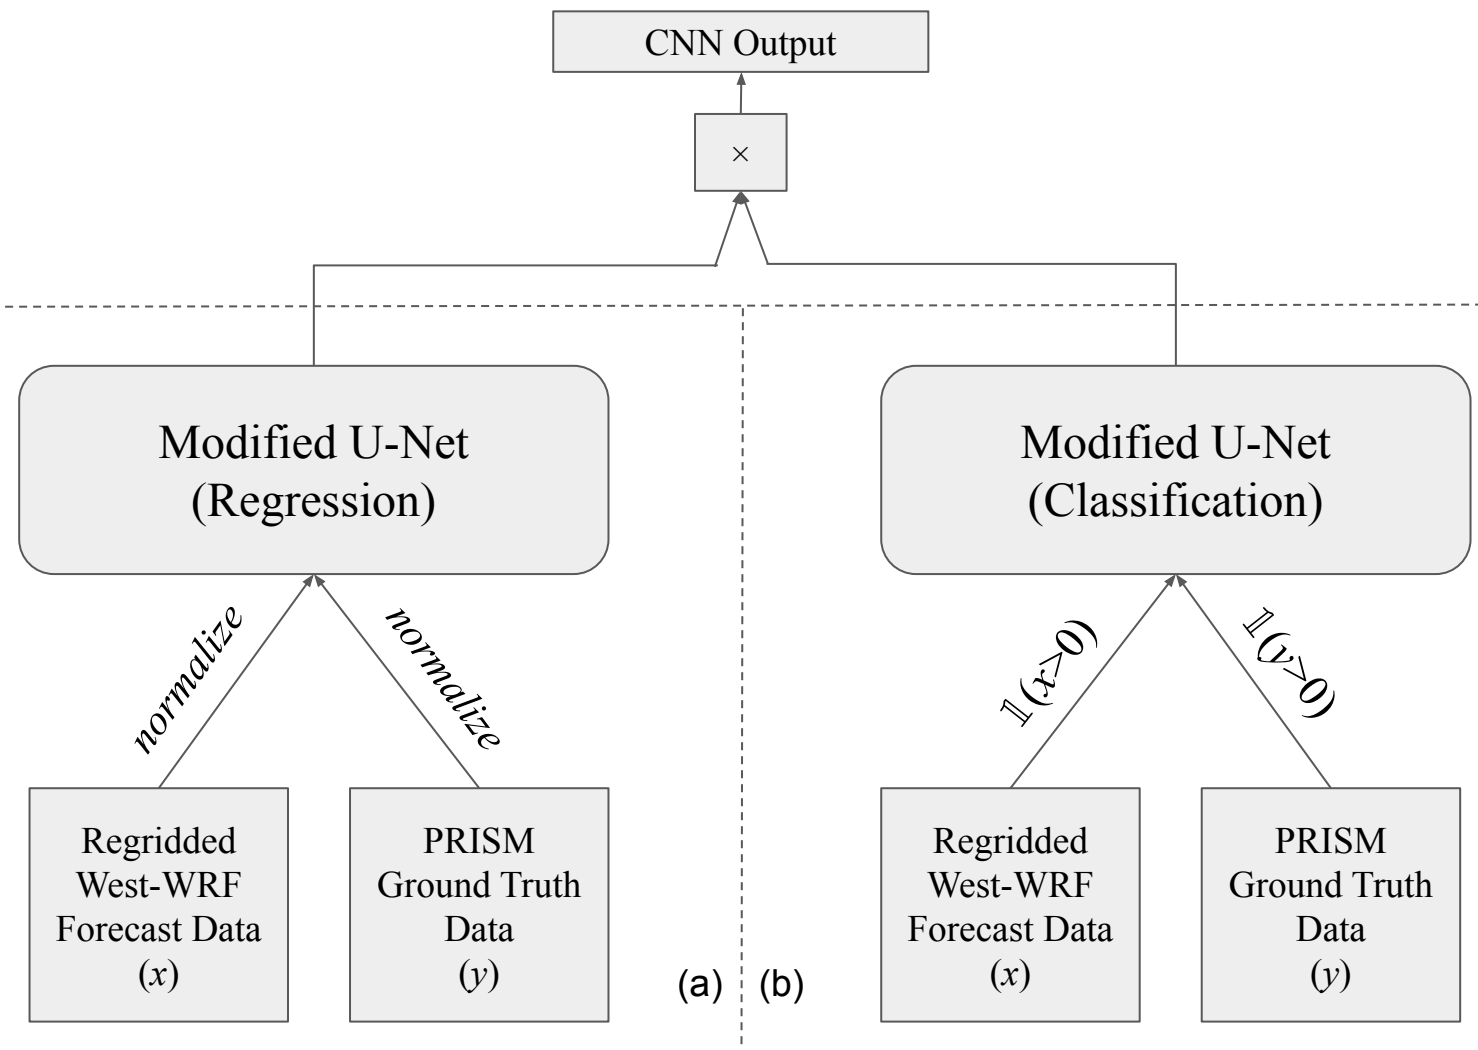 CNN Output
×
Modified U-Net
(Regression)
Modified U-Net
(Classification)
normalize
normalize
𝟙(x>0)
𝟙(y>0)
Regridded
West-WRF
Forecast Data
(x)
PRISM
Ground Truth
Data
(y)
(a)
(b)
Regridded
West-WRF
Forecast Data
(x)
PRISM
Ground Truth
Data
(y)